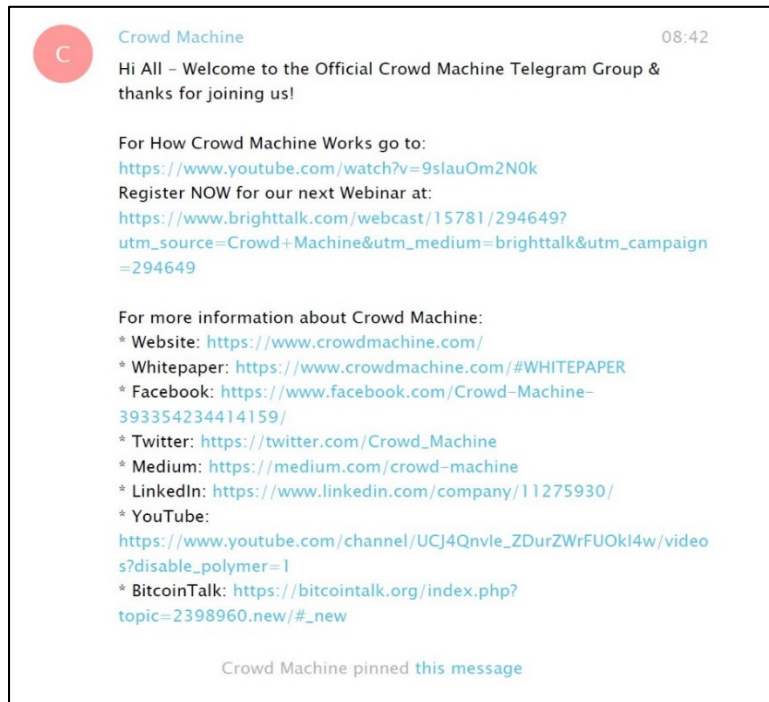 C
Crowd Machine 08:42
Hi All – Welcome to the Official Crowd Machine Telegram Group &
thanks for joining us!
For How Crowd Machine Works go to:
https://www.youtube.com/watch?v=9sIauOm2N0k
Register NOW for our next Webinar at:
https://www.brighttalk.com/webcast/15781/294649?
utm_source=Crowd+Machine&utm_medium=brighttalk&utm_campaign
=294649
For more information about Crowd Machine:
* Website: https://www.crowdmachine.com/
* Whitepaper: https://www.crowdmachine.com/#WHITEPAPER
* Facebook: https://www.facebook.com/Crowd-Machine-
393354234414159/
* Twitter: https://twitter.com/Crowd_Machine
* Medium: https://medium.com/crowd-machine
* LinkedIn: https://www.linkedin.com/company/11275930/
* YouTube:
https://www.youtube.com/channel/UCJ4QnvIe_ZDurZWrFUOkI4w/video
s?disable_polymer=1
* BitcoinTalk: https://bitcointalk.org/index.php?
topic=2398960.new/#_new
Crowd Machine pinned this message